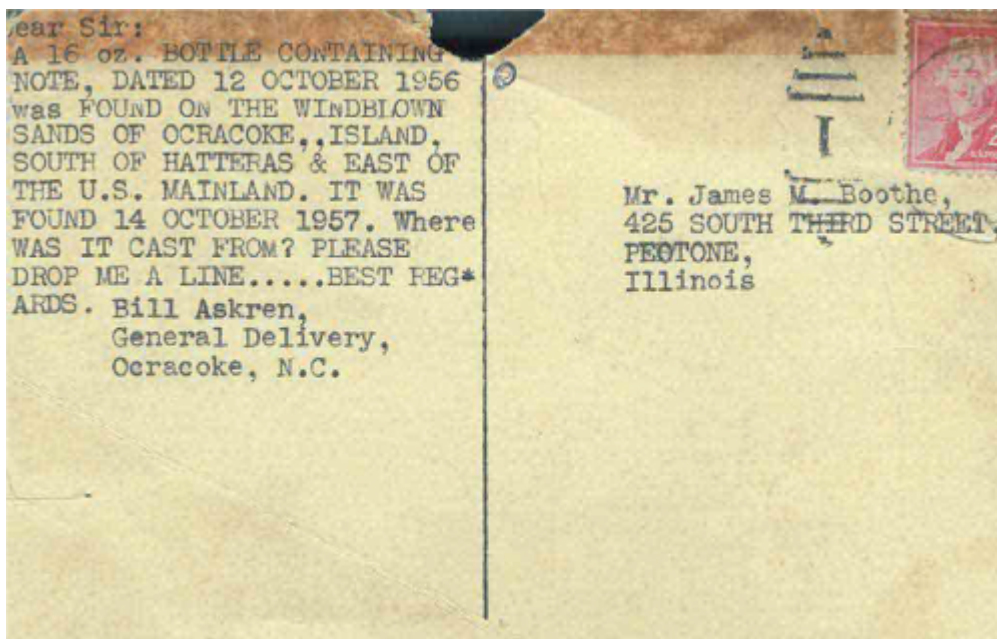 ear Sir:
A 16 oz. BOTTLE CONTAINING
NOTE, DATED 12 OCTOBER 1956
was FOUND ON THE WINDBLOWN
SANDS OF OCRACOKE,,ISLAND,
SOUTH OF HATTERAS & EAST OF
THE U.S. MAINLAND. IT WAS
FOUND 14 OCTOBER 1957. Where
WAS IT CAST FROM? PLEASE
DROP ME A LINE.....BEST REG*
ARDS. Bill Askren,
General Delivery,
Ocracoke, N.C.
Mr. James M. Boothe,
425 SOUTH THIRD STREET.
PEOTONE,
Illinois